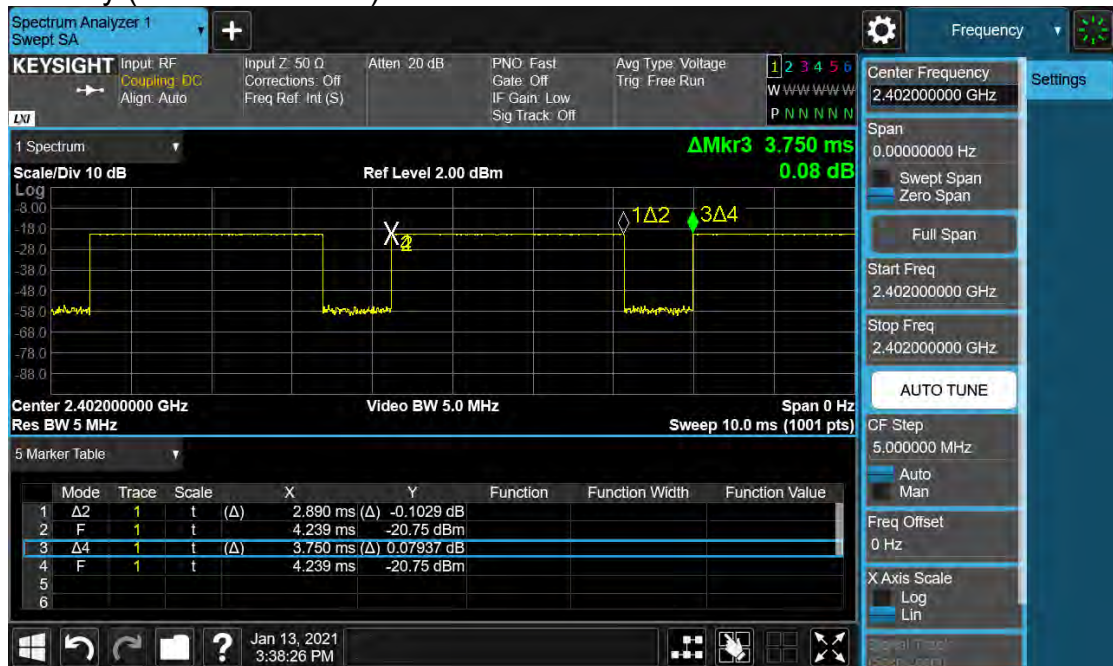 Spectrum Analyzer 1
Swept SA
+
Frequency
KEYSIGHT
LXI
Input: RF
Coupling: DC
Align: Auto
Input Z: 50 Ω
Corrections: Off
Freq Ref: Int (S)
Atten: 20 dB
PNO: Fast
Gate: Off
IF Gain: Low
Sig Track: Off
Avg Type: Voltage
Trig: Free Run
1 2 3 4 5 6
W W W W W W
P N N N N N
Center Frequency
2.402000000 GHz
Settings
1 Spectrum
ΔMkr3 3.750 ms
0.08 dB
Scale/Div 10 dB
Ref Level 2.00 dBm
Log
-8.00
-18.0
-28.0
-38.0
-48.0
-58.0
-68.0
-78.0
-88.0
X2
1Δ2
3Δ4
Center 2.402000000 GHz
Video BW 5.0 MHz
Span 0 Hz
Res BW 5 MHz
Sweep 10.0 ms (1001 pts)
Span
0.00000000 Hz
Swept Span
Zero Span
Full Span
Start Freq
2.402000000 GHz
Stop Freq
2.402000000 GHz
AUTO TUNE
CF Step
5.000000 MHz
Auto
Man
Freq Offset
0 Hz
X Axis Scale
Log
Lin
5 Marker Table
Mode Trace Scale X Y Function Function Width Function Value
1 Δ2 1 t (Δ) 2.890 ms (Δ) -0.1029 dB
2 F 1 t 4.239 ms -20.75 dBm
3 Δ4 1 t (Δ) 3.750 ms (Δ) 0.07937 dB
4 F 1 t 4.239 ms -20.75 dBm
5
6
?
Jan 13, 2021
3:38:26 PM